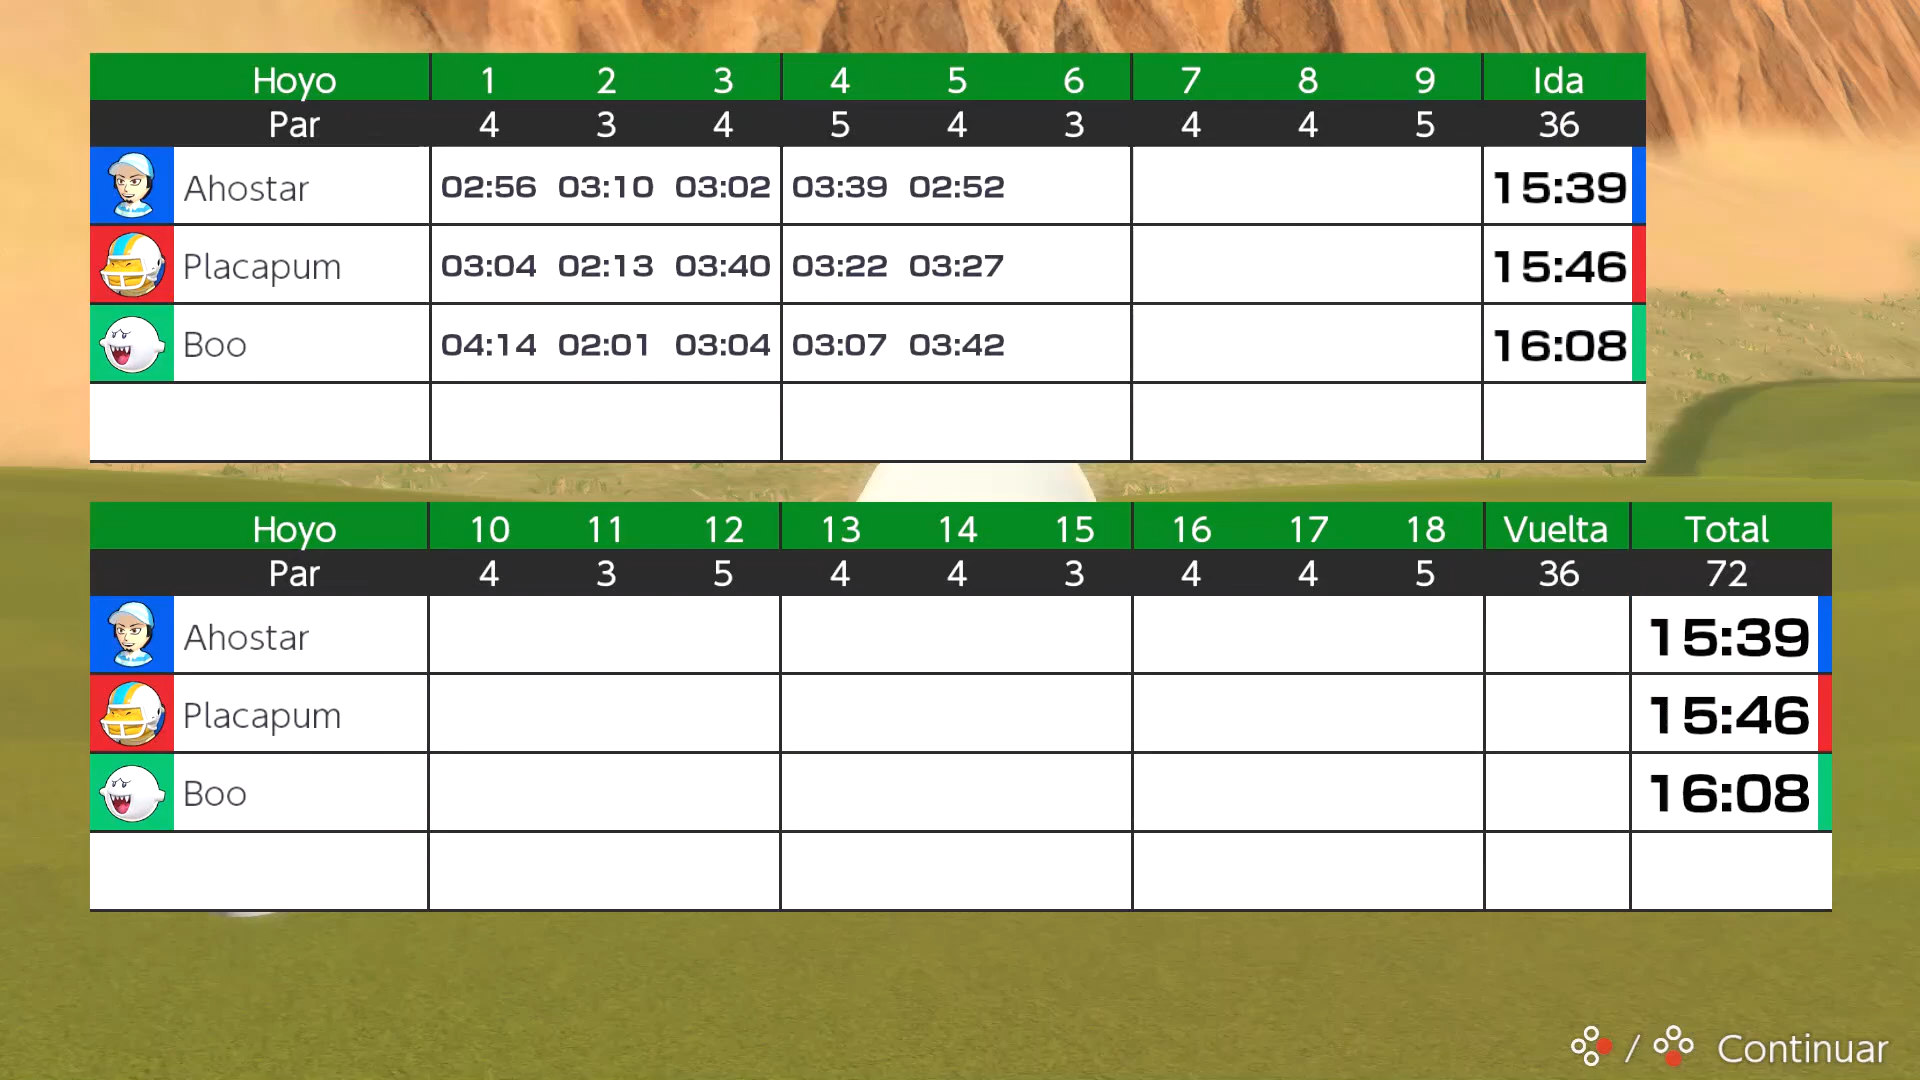 Hoyo 1 2 3 4 5 6 7 8 9 Ida
Par 4 3 4 5 4 3 4 4 5 36
Ahostar 02:56 03:10 03:02 03:39 02:52 15:39
Placapum 03:04 02:13 03:40 03:22 03:27 15:46
Boo 04:14 02:01 03:04 03:07 03:42 16:08
Hoyo 10 11 12 13 14 15 16 17 18 Vuelta Total
Par 4 3 5 4 4 3 4 4 5 36 72
Ahostar 15:39
Placapum 15:46
Boo 16:08
/ Continuar